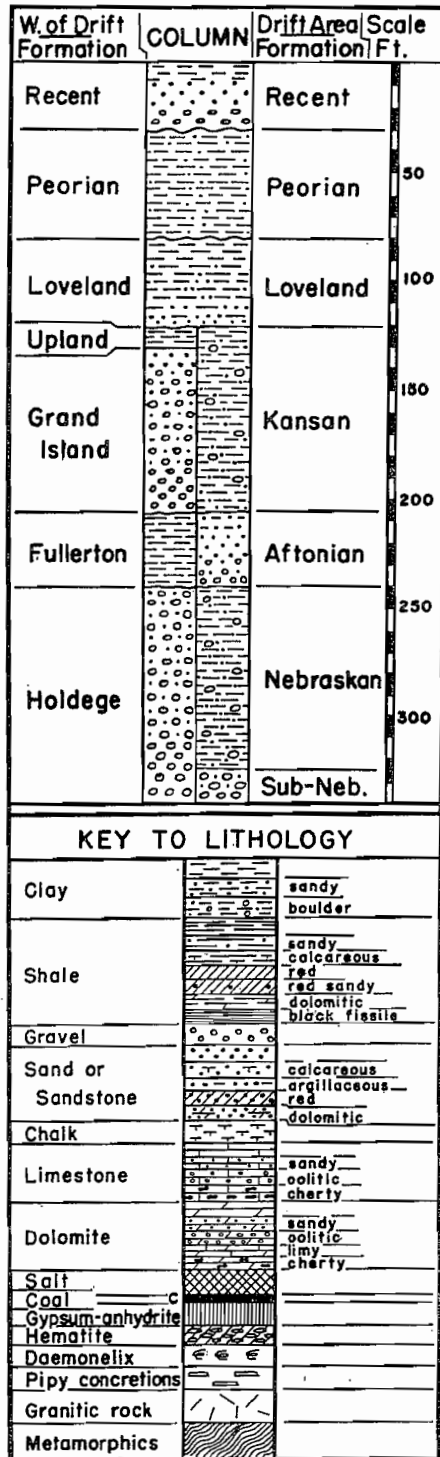 W. of Drift Formation
COLUMN
Drift Area Formation
Scale Ft.
Recent
Recent
Peorian
Peorian
50
Loveland
Loveland
100
Upland
Grand Island
Kansan
150
200
Fullerton
Aftonian
250
Holdege
Nebraskan
300
Sub-Neb.
KEY TO LITHOLOGY
Clay
sandy
boulder
Shale
sandy
calcareous
red
red sandy
dolomitic
black fissile
Gravel
Sand or Sandstone
calcareous
argillaceous
red
dolomitic
Chalk
Limestone
sandy
oolitic
cherty
Dolomite
sandy
oolitic
limy
cherty
Salt
Coal C
Gypsum-anhydrite
Hematite
Daemonelix
Pipy concretions
Granitic rock
Metamorphics